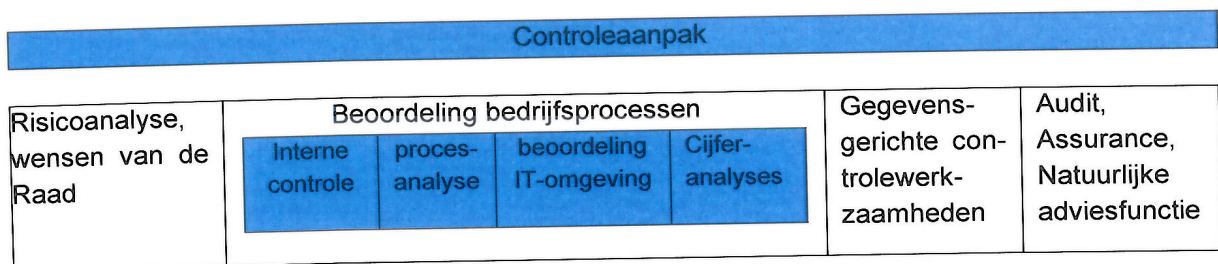 Controleaanpak
Risicoanalyse,
wensen van de
Raad
Beoordeling bedrijfsprocessen
Interne
controle
proces-
analyse
beoordeling
IT-omgeving
Cijfer-
analyses
Gegevens-
gerichte con-
trolewerk-
zaamheden
Audit,
Assurance,
Natuurlijke
adviesfunctie